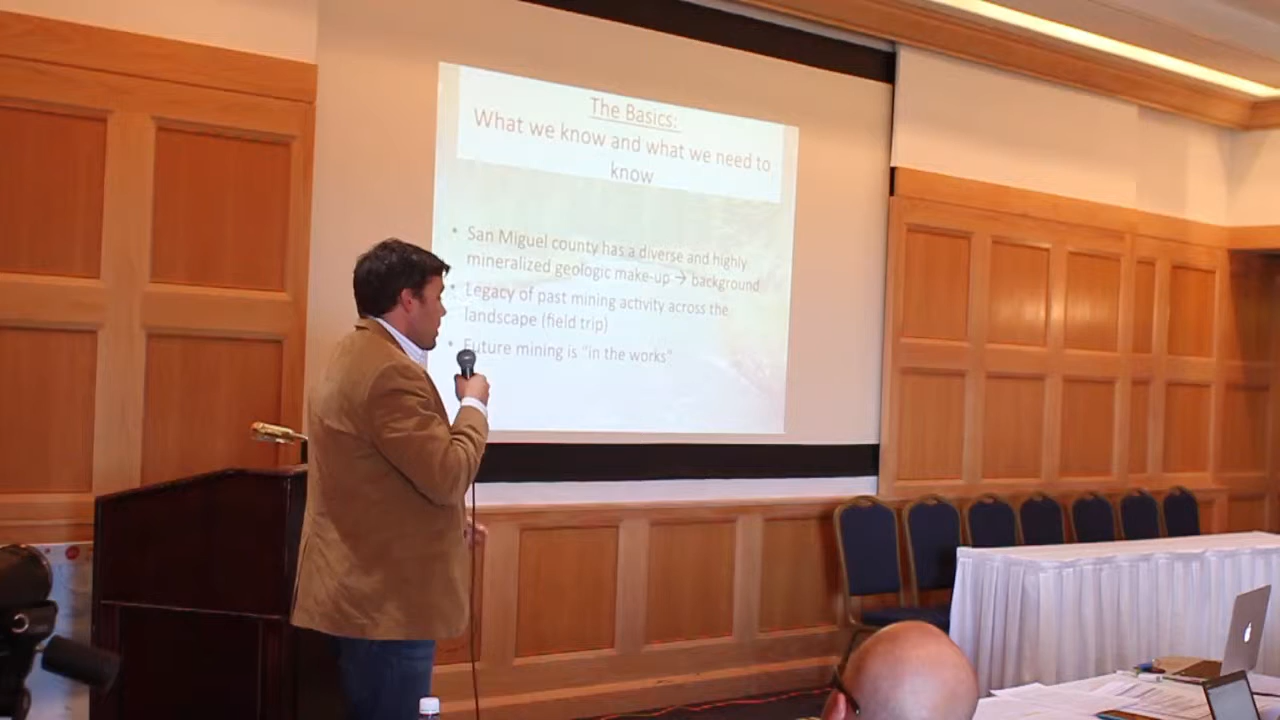 The Basics:
What we know and what we need to
know
• San Miguel county has a diverse and highly
mineralized geologic make-up → background
• Legacy of past mining activity across the
landscape (field trip)
• Future mining is "in the works"